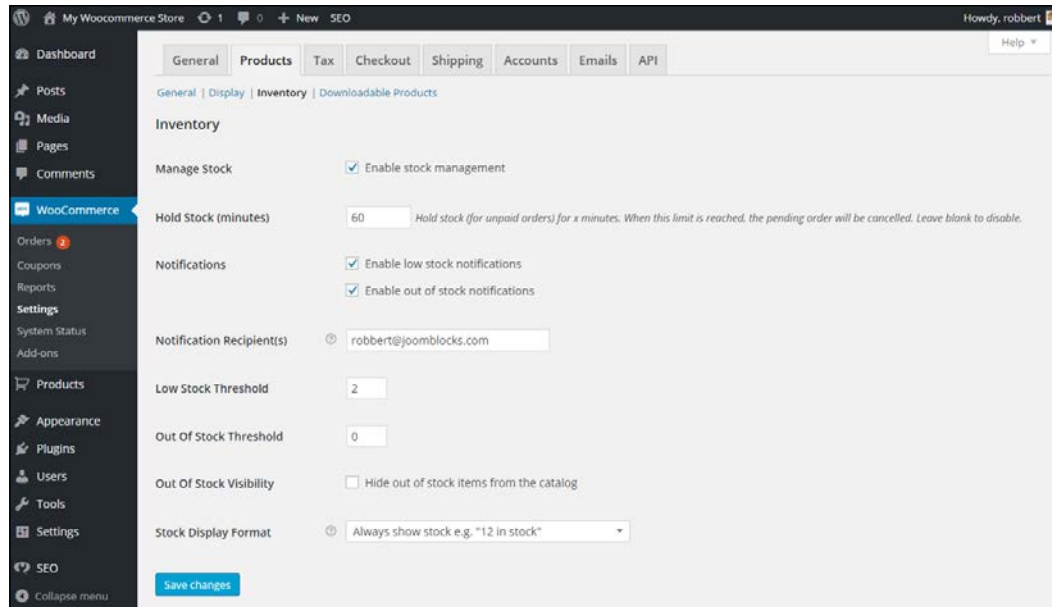 My Woocommerce Store 1 0 + New SEO Howdy, robbert
Help
Dashboard
Posts
Media
Pages
Comments
WooCommerce
Orders 2
Coupons
Reports
Settings
System Status
Add-ons
Products
Appearance
Plugins
Users
Tools
Settings
SEO
Collapse menu
General Products Tax Checkout Shipping Accounts Emails API
General | Display | Inventory | Downloadable Products
Inventory
Manage Stock Enable stock management
Hold Stock (minutes) 60 Hold stock (for unpaid orders) for x minutes. When this limit is reached, the pending order will be cancelled. Leave blank to disable.
Notifications Enable low stock notifications
Enable out of stock notifications
Notification Recipient(s) robbert@joomblocks.com
Low Stock Threshold 2
Out Of Stock Threshold 0
Out Of Stock Visibility Hide out of stock items from the catalog
Stock Display Format Always show stock e.g. "12 in stock"
Save changes